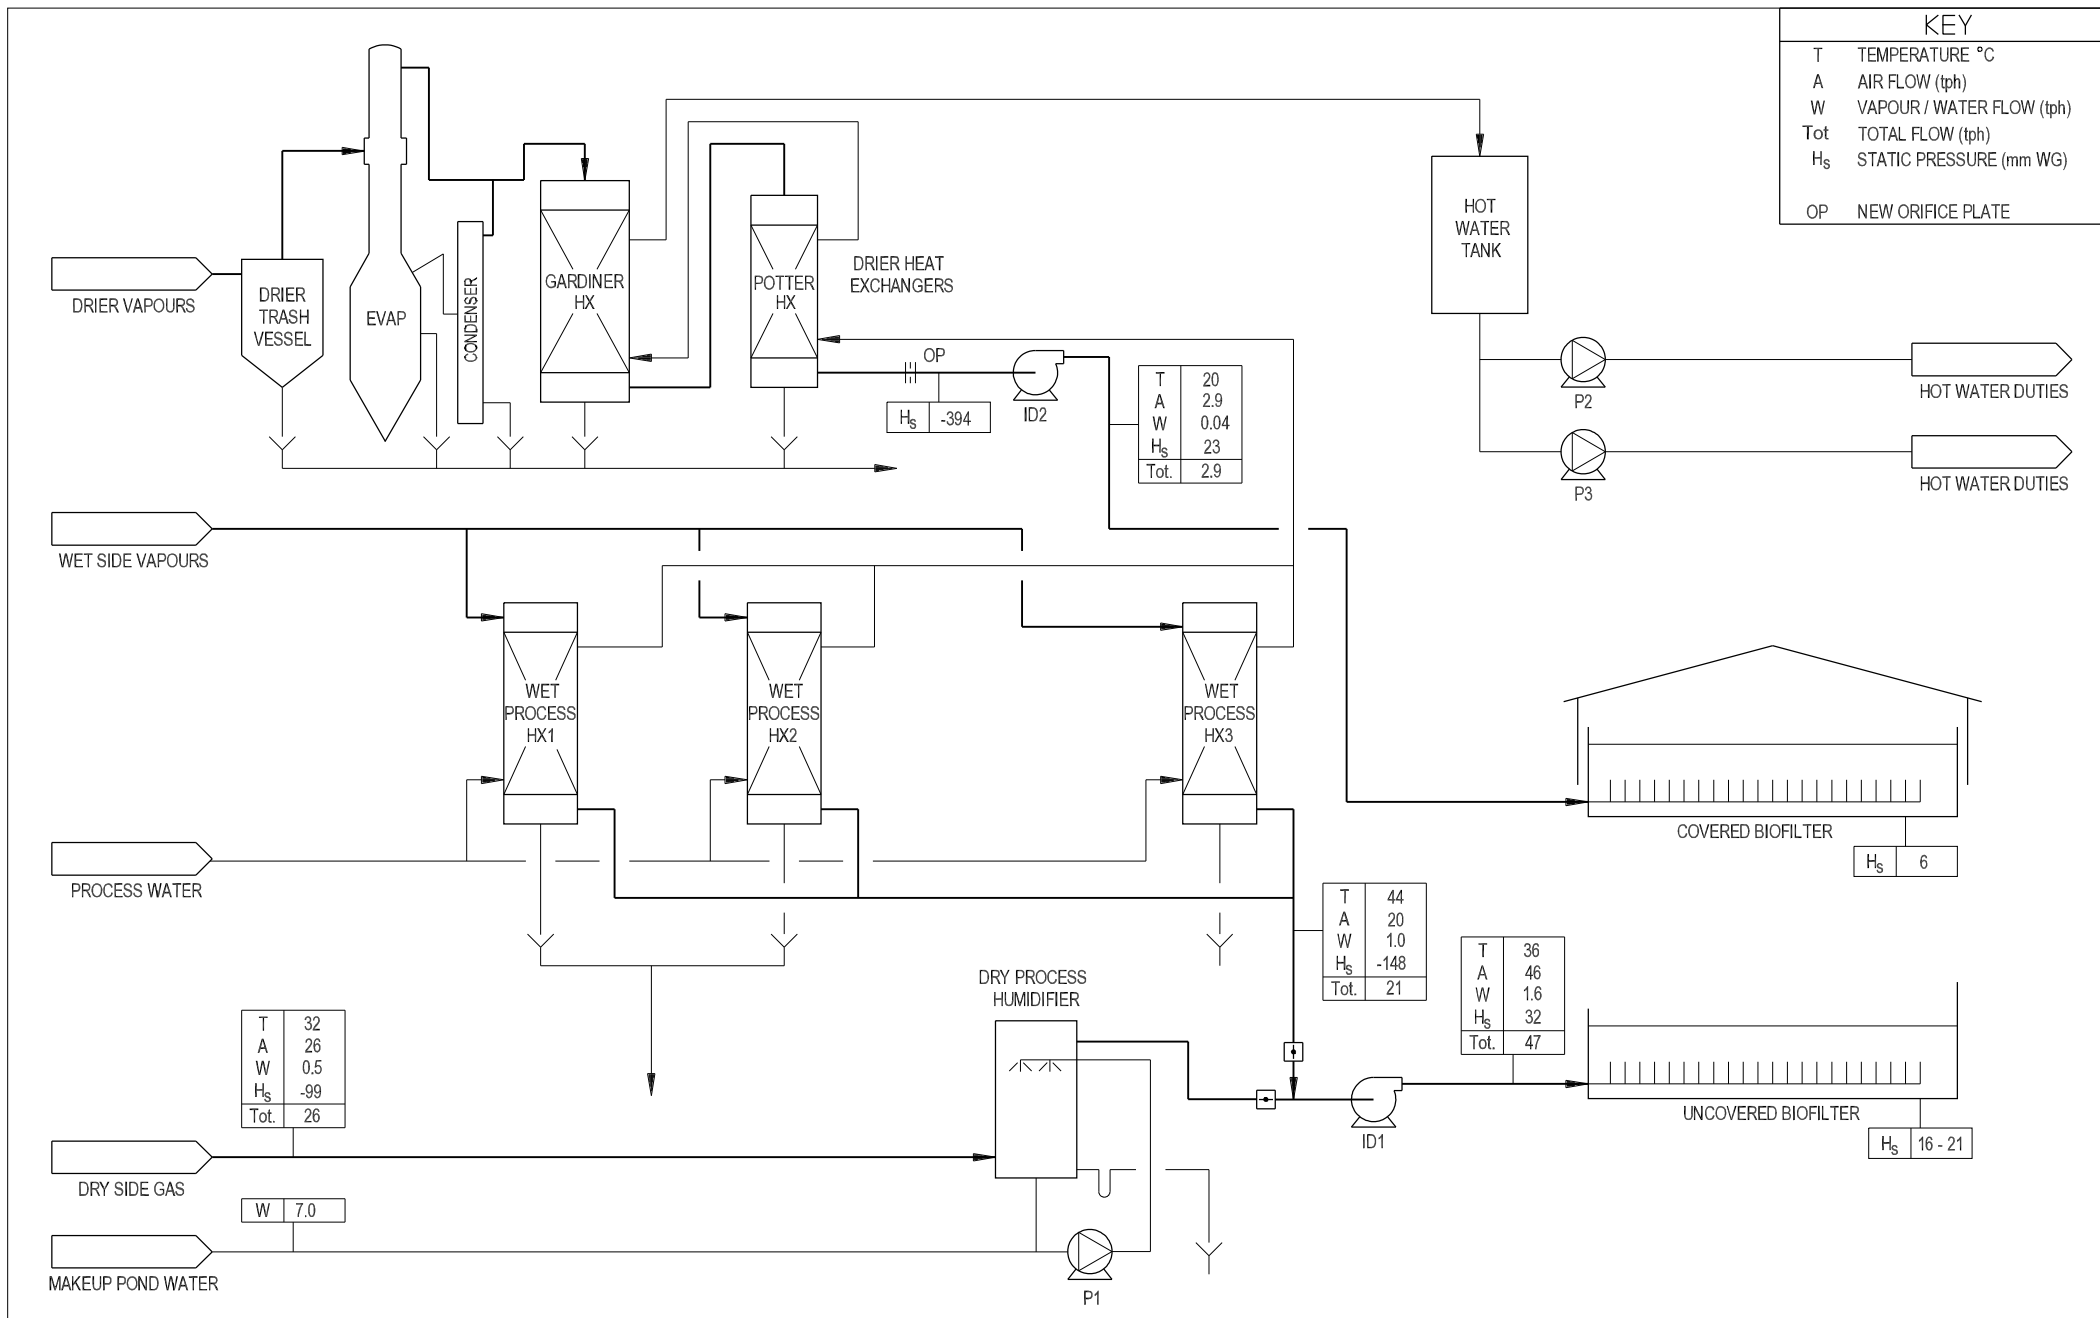 KEY
T TEMPERATURE °C
A AIR FLOW (tph)
W VAPOUR / WATER FLOW (tph)
Tot TOTAL FLOW (tph)
Hs STATIC PRESSURE (mm WG)
OP NEW ORIFICE PLATE
DRIER VAPOURS
DRIER
TRASH
VESSEL
EVAP
CONDENSER
GARDINER
HX
POTTER
HX
DRIER HEAT
EXCHANGERS
OP
Hs -394
ID2
T 20
A 2.9
W 0.04
Hs 23
Tot. 2.9
HOT
WATER
TANK
P2
HOT WATER DUTIES
P3
HOT WATER DUTIES
WET SIDE VAPOURS
WET
PROCESS
HX1
WET
PROCESS
HX2
WET
PROCESS
HX3
COVERED BIOFILTER
Hs 6
PROCESS WATER
T 44
A 20
W 1.0
Hs -148
Tot. 21
T 36
A 46
W 1.6
Hs 32
Tot. 47
DRY PROCESS
HUMIDIFIER
T 32
A 26
W 0.5
Hs -99
Tot. 26
ID1
UNCOVERED BIOFILTER
Hs 16 - 21
DRY SIDE GAS
W 7.0
MAKEUP POND WATER
P1